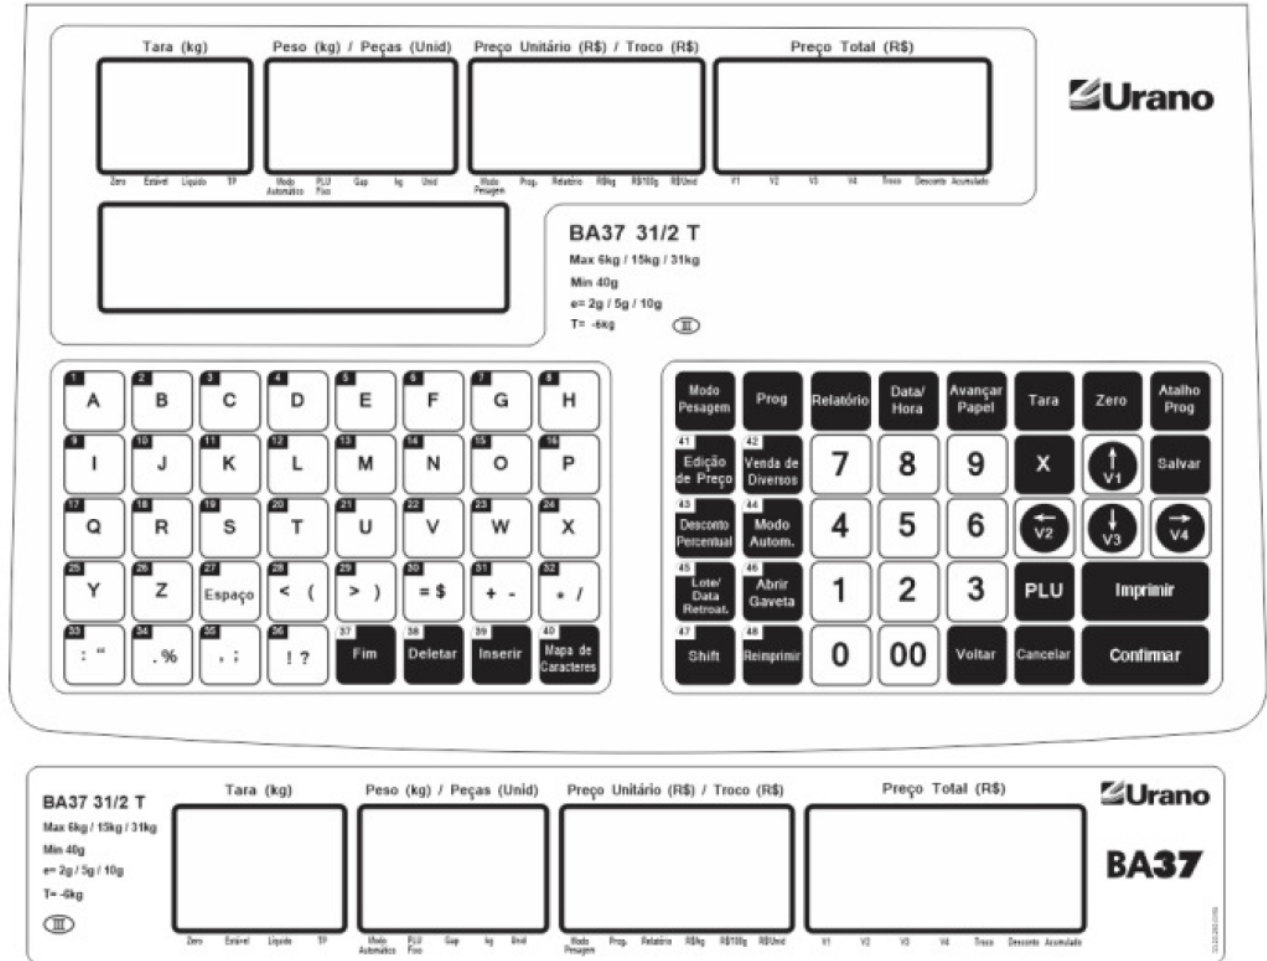 Tara (kg) Peso (kg) / Peças (Unid) Preço Unitário (R$) / Troco (R$) Preço Total (R$)
Urano
Zero Estável Líquido TP Modo Automático PLU Fixo Gap kg Unid Modo Pesagem Prog. Relatório R$/kg R$/100g R$/Unid V1 V2 V3 V4 Troco Desconto Acumulado
BA37 31/2 T
Max 6kg / 15kg / 31kg
Min 40g
e= 2g / 5g / 10g
T= -6kg III
1 A 2 B 3 C 4 D 5 E 6 F 7 G 8 H
9 I 10 J 11 K 12 L 13 M 14 N 15 O 16 P
17 Q 18 R 19 S 20 T 21 U 22 V 23 W 24 X
25 Y 26 Z 27 Espaço 28 < ( 29 > ) 30 = $ 31 + - 32 * /
33 : “ 34 . % 35 , ; 36 ! ? 37 Fim 38 Deletar 39 Inserir 40 Mapa de Caracteres
Modo Pesagem Prog Relatório Data/ Hora Avançar Papel Tara Zero Atalho Prog
41 Edição de Preço 42 Venda de Diversos 7 8 9 X ↑ V1 Salvar
43 Desconto Percentual 44 Modo Autom. 4 5 6 ← V2 ↓ V3 → V4
45 Lote/ Data Retroat. 46 Abrir Gaveta 1 2 3 PLU Imprimir
47 Shift 48 Reimprimir 0 00 Voltar Cancelar Confirmar
BA37 31/2 T
Max 6kg / 15kg / 31kg
Min 40g
e= 2g / 5g / 10g
T= -6kg
III
Tara (kg) Peso (kg) / Peças (Unid) Preço Unitário (R$) / Troco (R$) Preço Total (R$)
Urano
BA37
Zero Estável Líquido TP Modo Automático PLU Fixo Gap kg Unid Modo Pesagem Prog. Relatório R$/kg R$/100g R$/Unid V1 V2 V3 V4 Troco Desconto Acumulado